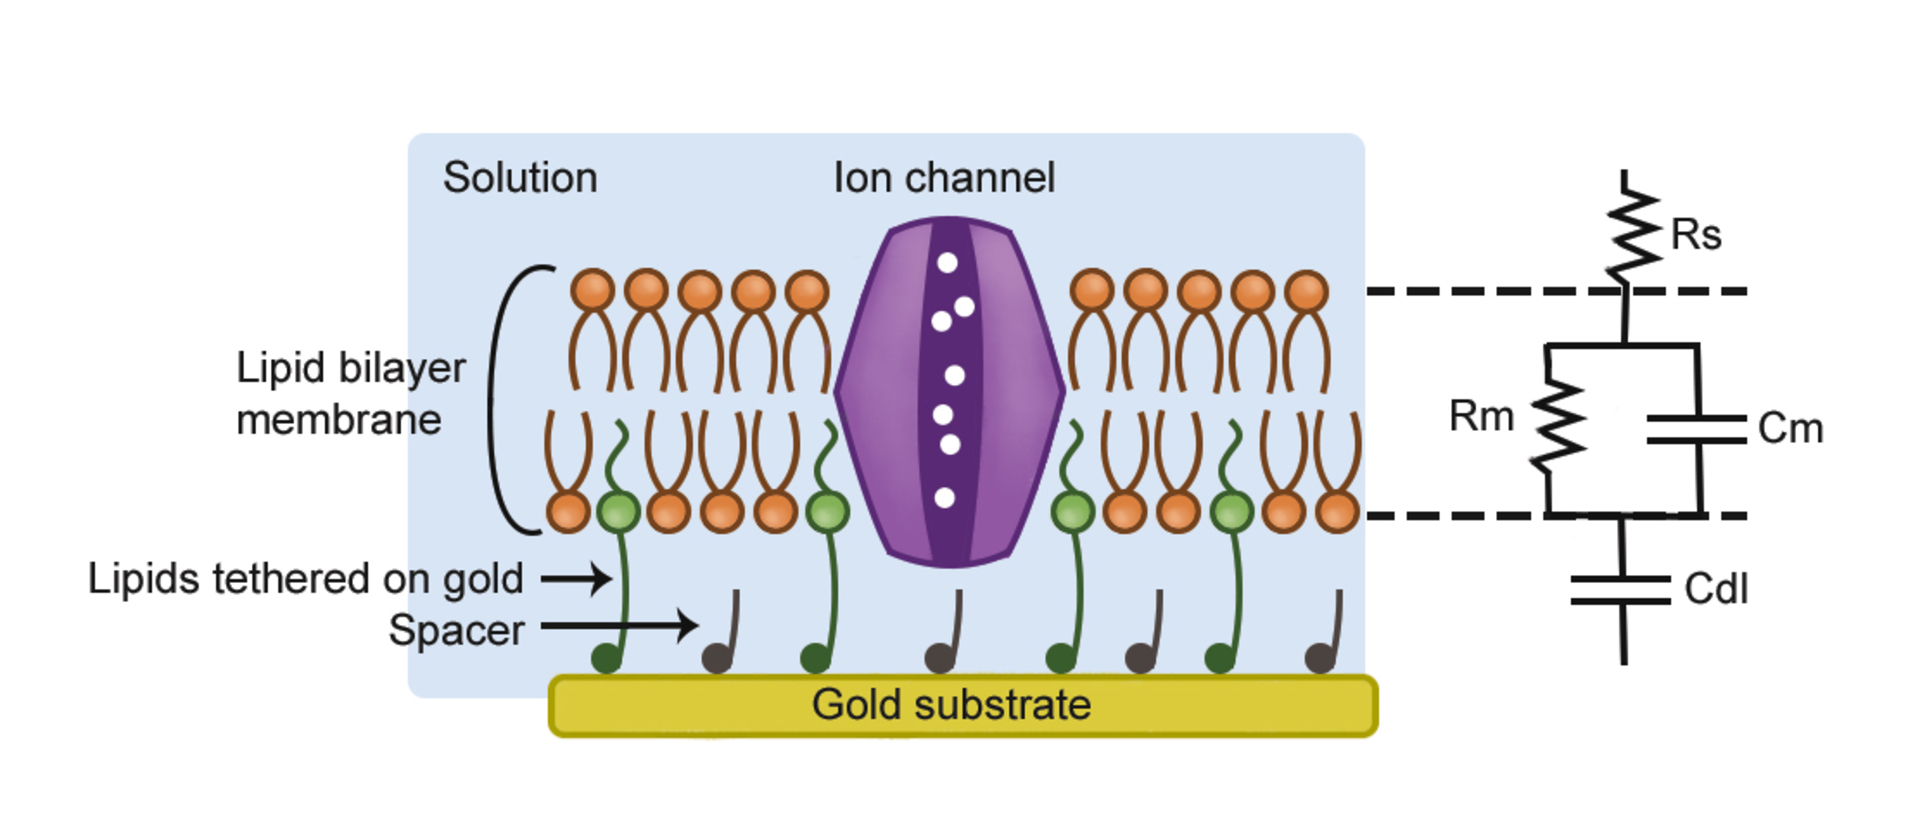 Solution
Ion channel
Rs
Lipid bilayer
membrane
Rm
Cm
Lipids tethered on gold
Spacer
Cdl
Gold substrate